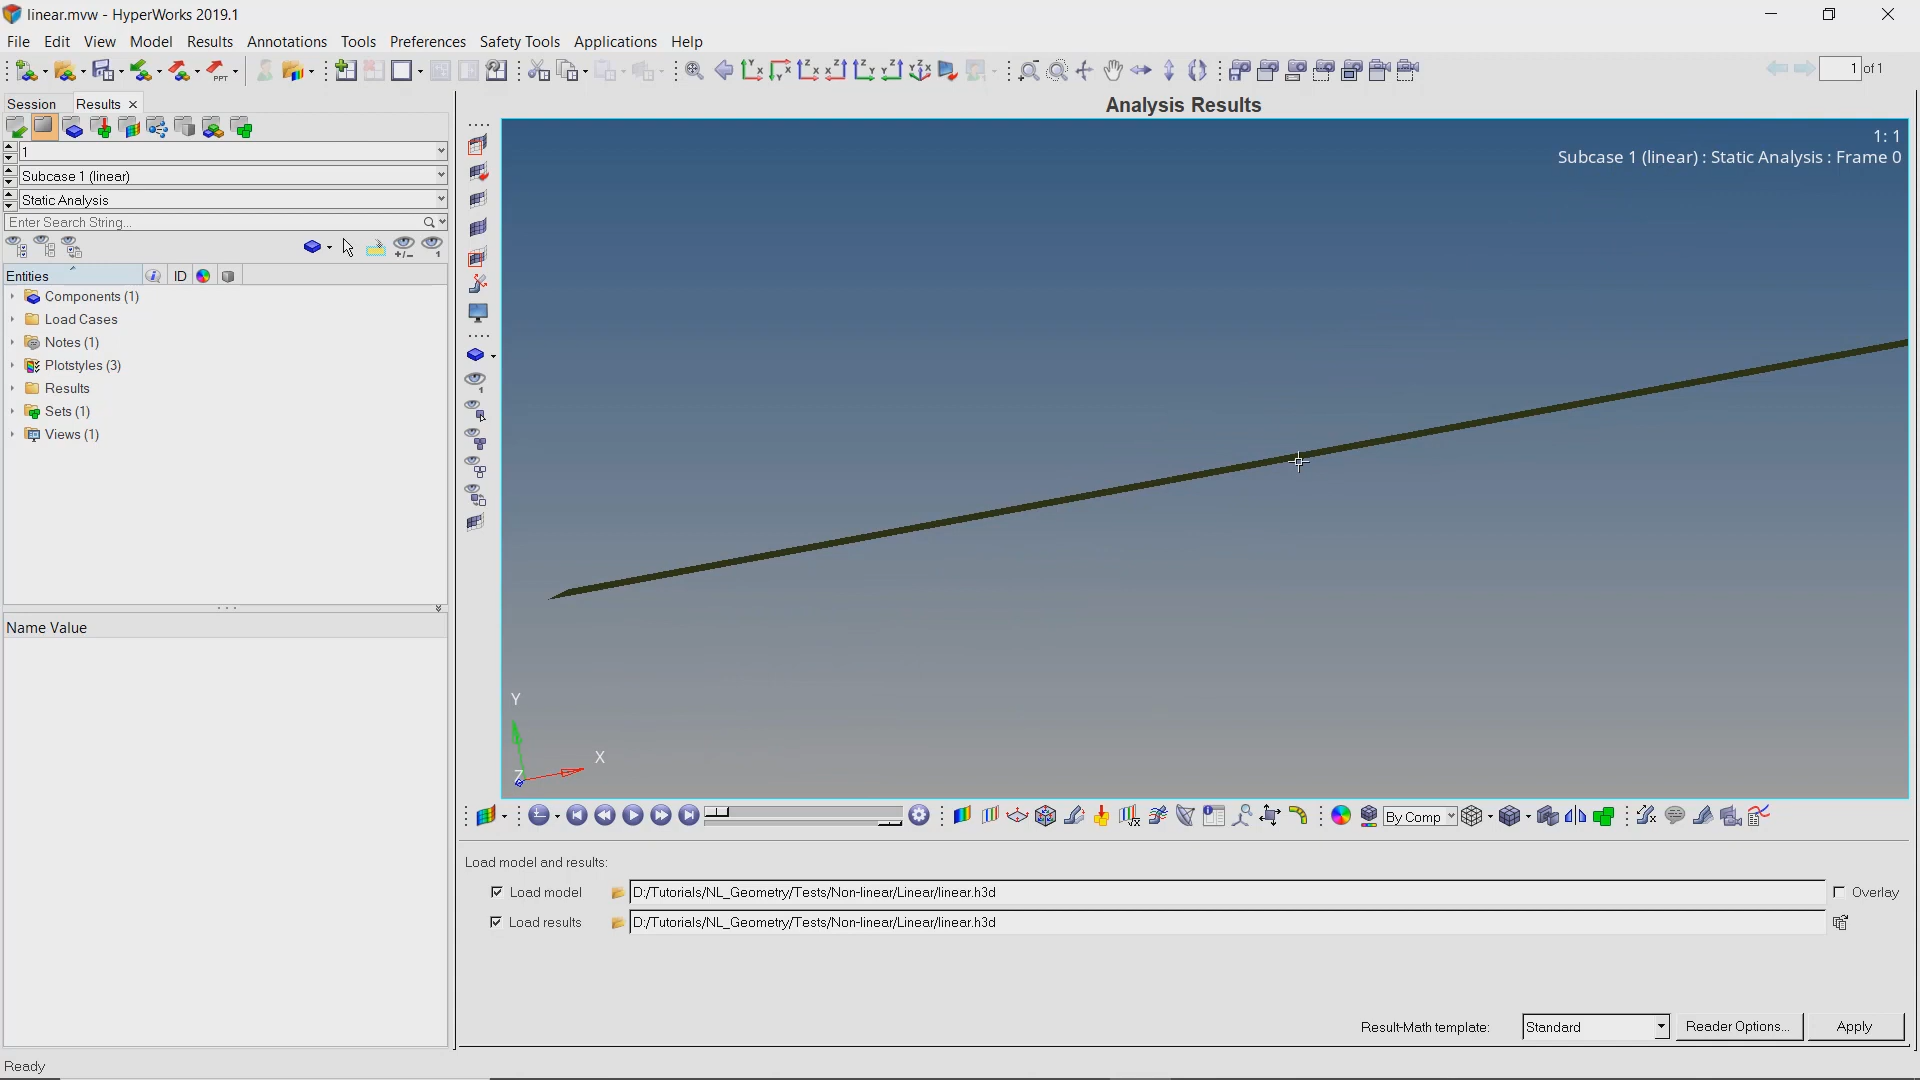 linear.mvw - HyperWorks 2019.1
File Edit View Model Results Annotations Tools Preferences Safety Tools Applications Help
1 of 1
Session Results
Analysis Results
1: 1
Subcase 1 (linear) : Static Analysis : Frame 0
1
Subcase 1 (linear)
Static Analysis
Enter Search String...
Entities ID
Components (1)
Load Cases
Notes (1)
Plotstyles (3)
Results
Sets (1)
Views (1)
Name Value
Y
X
Z
By Comp
Load model and results:
Load model D:/Tutorials/NL_Geometry/Tests/Non-linear/Linear/linear.h3d Overlay
Load results D:/Tutorials/NL_Geometry/Tests/Non-linear/Linear/linear.h3d
Result-Math template: Standard Reader Options... Apply
Ready